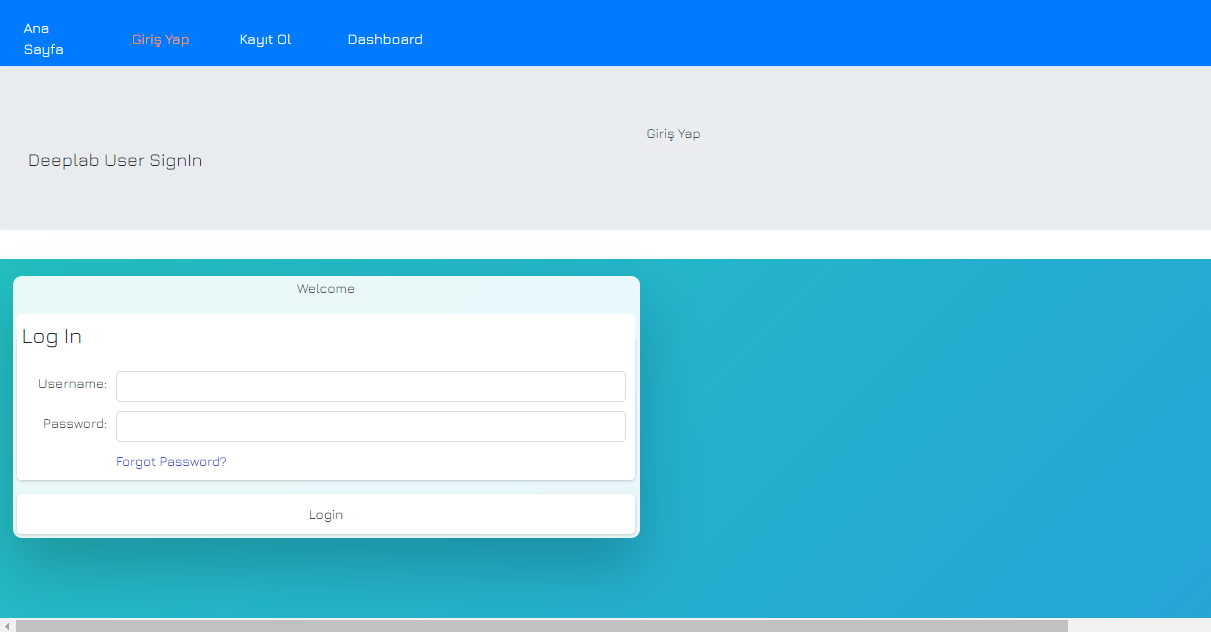 Ana
Sayfa
Giriş Yap
Kayıt Ol
Dashboard
Giriş Yap
Deeplab User SignIn
Welcome
Log In
Username:
Password:
Forgot Password?
Login